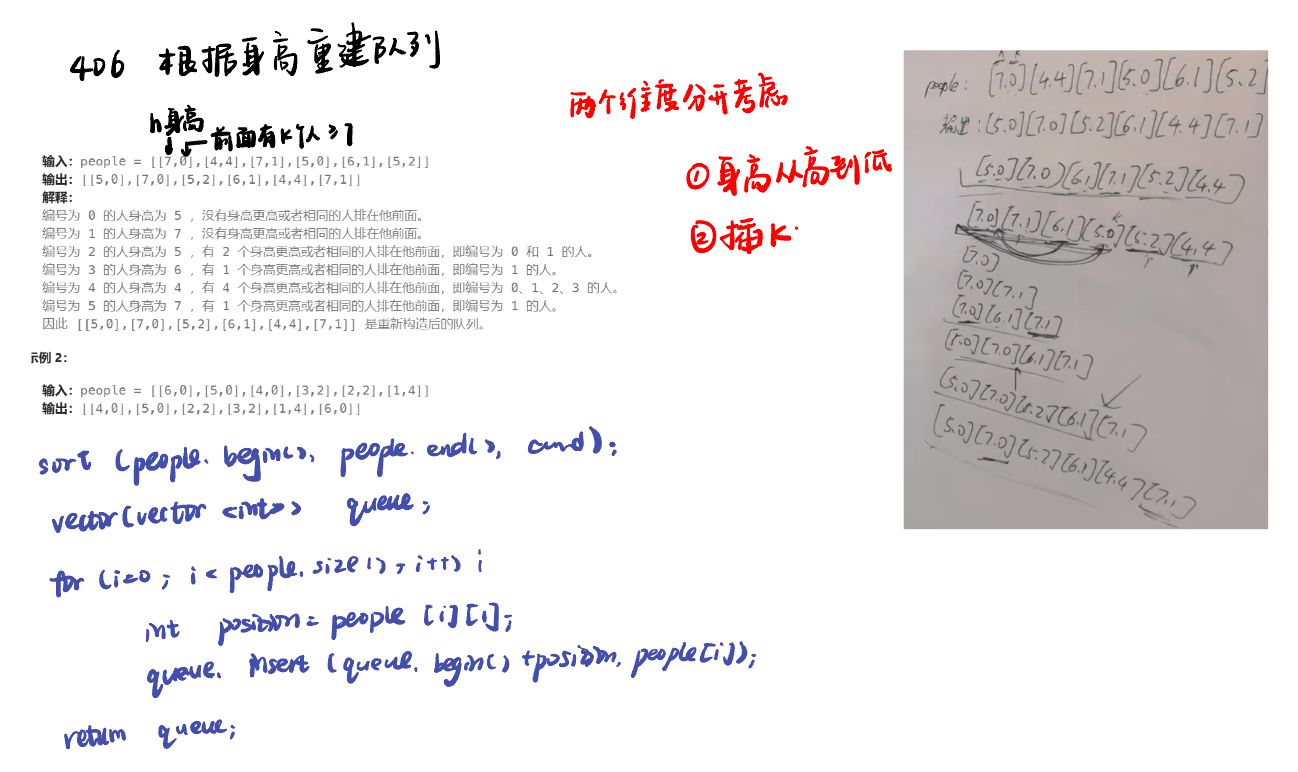 406 根据身高重建队列
h身高
前面有k个人≥7
输入: people = [[7,0],[4,4],[7,1],[5,0],[6,1],[5,2]]
输出: [[5,0],[7,0],[5,2],[6,1],[4,4],[7,1]]
解释:
编号为 0 的人身高为 5 ，没有身高更高或者相同的人排在他前面。
编号为 1 的人身高为 7 ，没有身高更高或者相同的人排在他前面。
编号为 2 的人身高为 5 ，有 2 个身高更高或者相同的人排在他前面，即编号为 0 和 1 的人。
编号为 3 的人身高为 6 ，有 1 个身高更高或者相同的人排在他前面，即编号为 1 的人。
编号为 4 的人身高为 4 ，有 4 个身高更高或者相同的人排在他前面，即编号为 0、1、2、3 的人。
编号为 5 的人身高为 7 ，有 1 个身高更高或者相同的人排在他前面，即编号为 1 的人。
因此 [[5,0],[7,0],[5,2],[6,1],[4,4],[7,1]] 是重新构造后的队列。
示例 2:
输入: people = [[6,0],[5,0],[4,0],[3,2],[2,2],[1,4]]
输出: [[4,0],[5,0],[2,2],[3,2],[1,4],[6,0]]
sort (people. begin(), people. end(), cmd);
vector(vector <int>> queue;
for (i=0; i< people. size(); i++) {
int position= people [i][1];
queue. insert (queue. begin() +position, people[i]);
return queue;
两个维度分开考虑
① 身高从高到低
② 插K
h k
people: [7,0][4.4][7.1][5.0][6.1][5.2]
输出:[5.0][7.0][5.2][6.1][4.4][7.1]
[5.0][7.0][6.1][7.1][5.2][4.4]
k
[7.0][7.1][6.1][5.0][5.2][4,4]
[7.0]
[7.0][7.1]
[7.0][6.1][7.1]
[5.0][7.0][6.1][7.1]
[5.0][7.0][5.2][6.1][7.1]
[5.0][7.0][5.2][6.1][4.4][7.1]